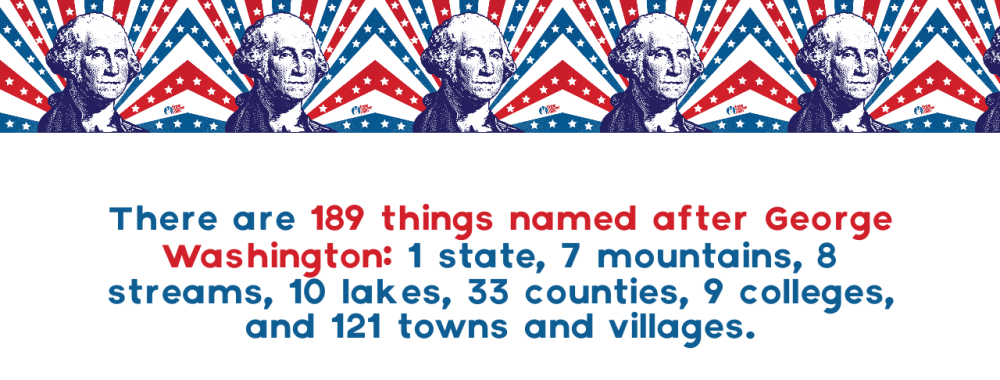 There are 189 things named after George
Washington: 1 state, 7 mountains, 8
streams, 10 lakes, 33 counties, 9 colleges,
and 121 towns and villages.